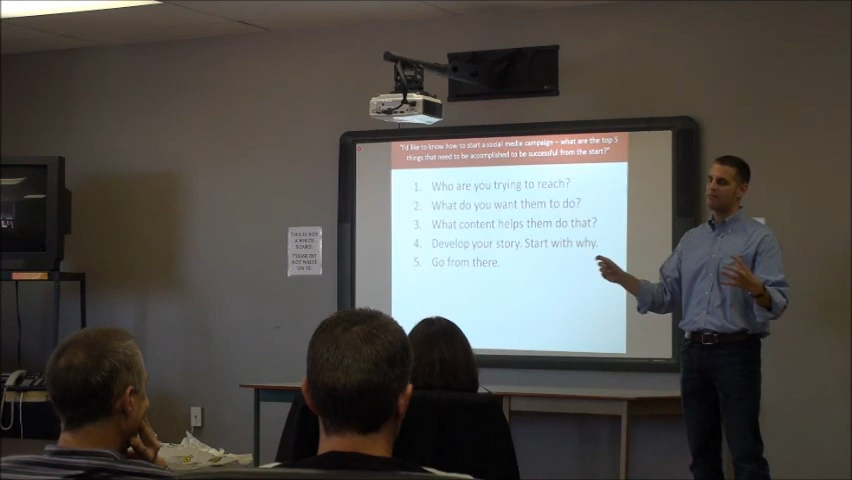 "I'd like to know how to start a social media campaign – what are the top 5
things that need to be accomplished to be successful from the start?"
1. Who are you trying to reach?
2. What do you want them to do?
3. What content helps them do that?
4. Develop your story. Start with why.
5. Go from there.
THIS IS NOT
A WHITE
BOARD.
PLEASE DO
NOT WRITE
ON IT.